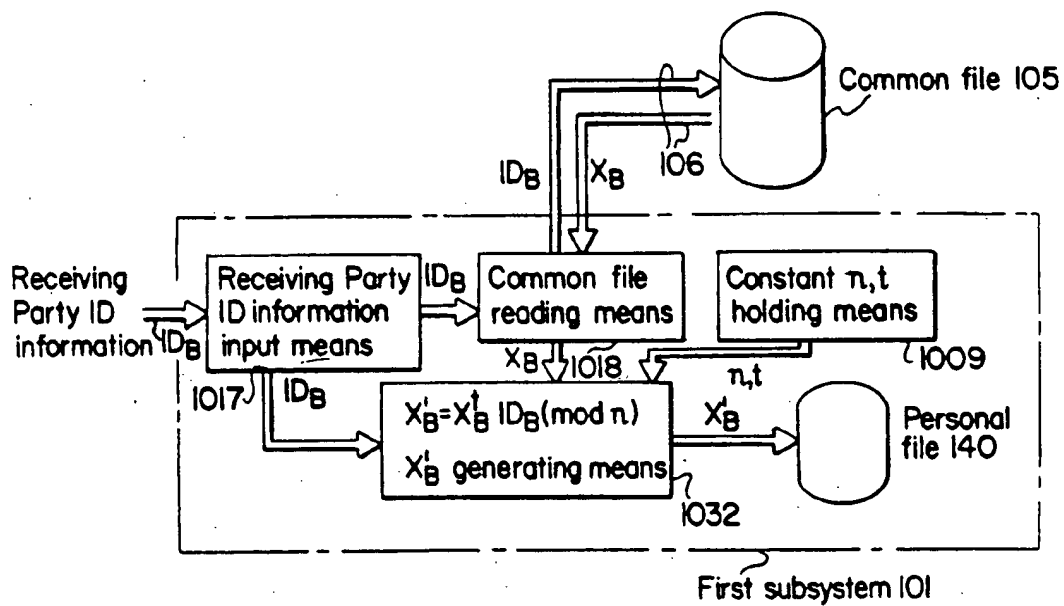 Common file 105
106
ID_B
X_B
Receiving
Party ID
information
ID_B
Receiving Party
ID information
input means
ID_B
Common file
reading means
Constant n,t
holding means
1017
ID_B
X_B
1018
n,t
1009
X'_B=X_B^t ID_B(mod n)
X'_B generating means
X'_B
Personal
file 140
1032
First subsystem 101